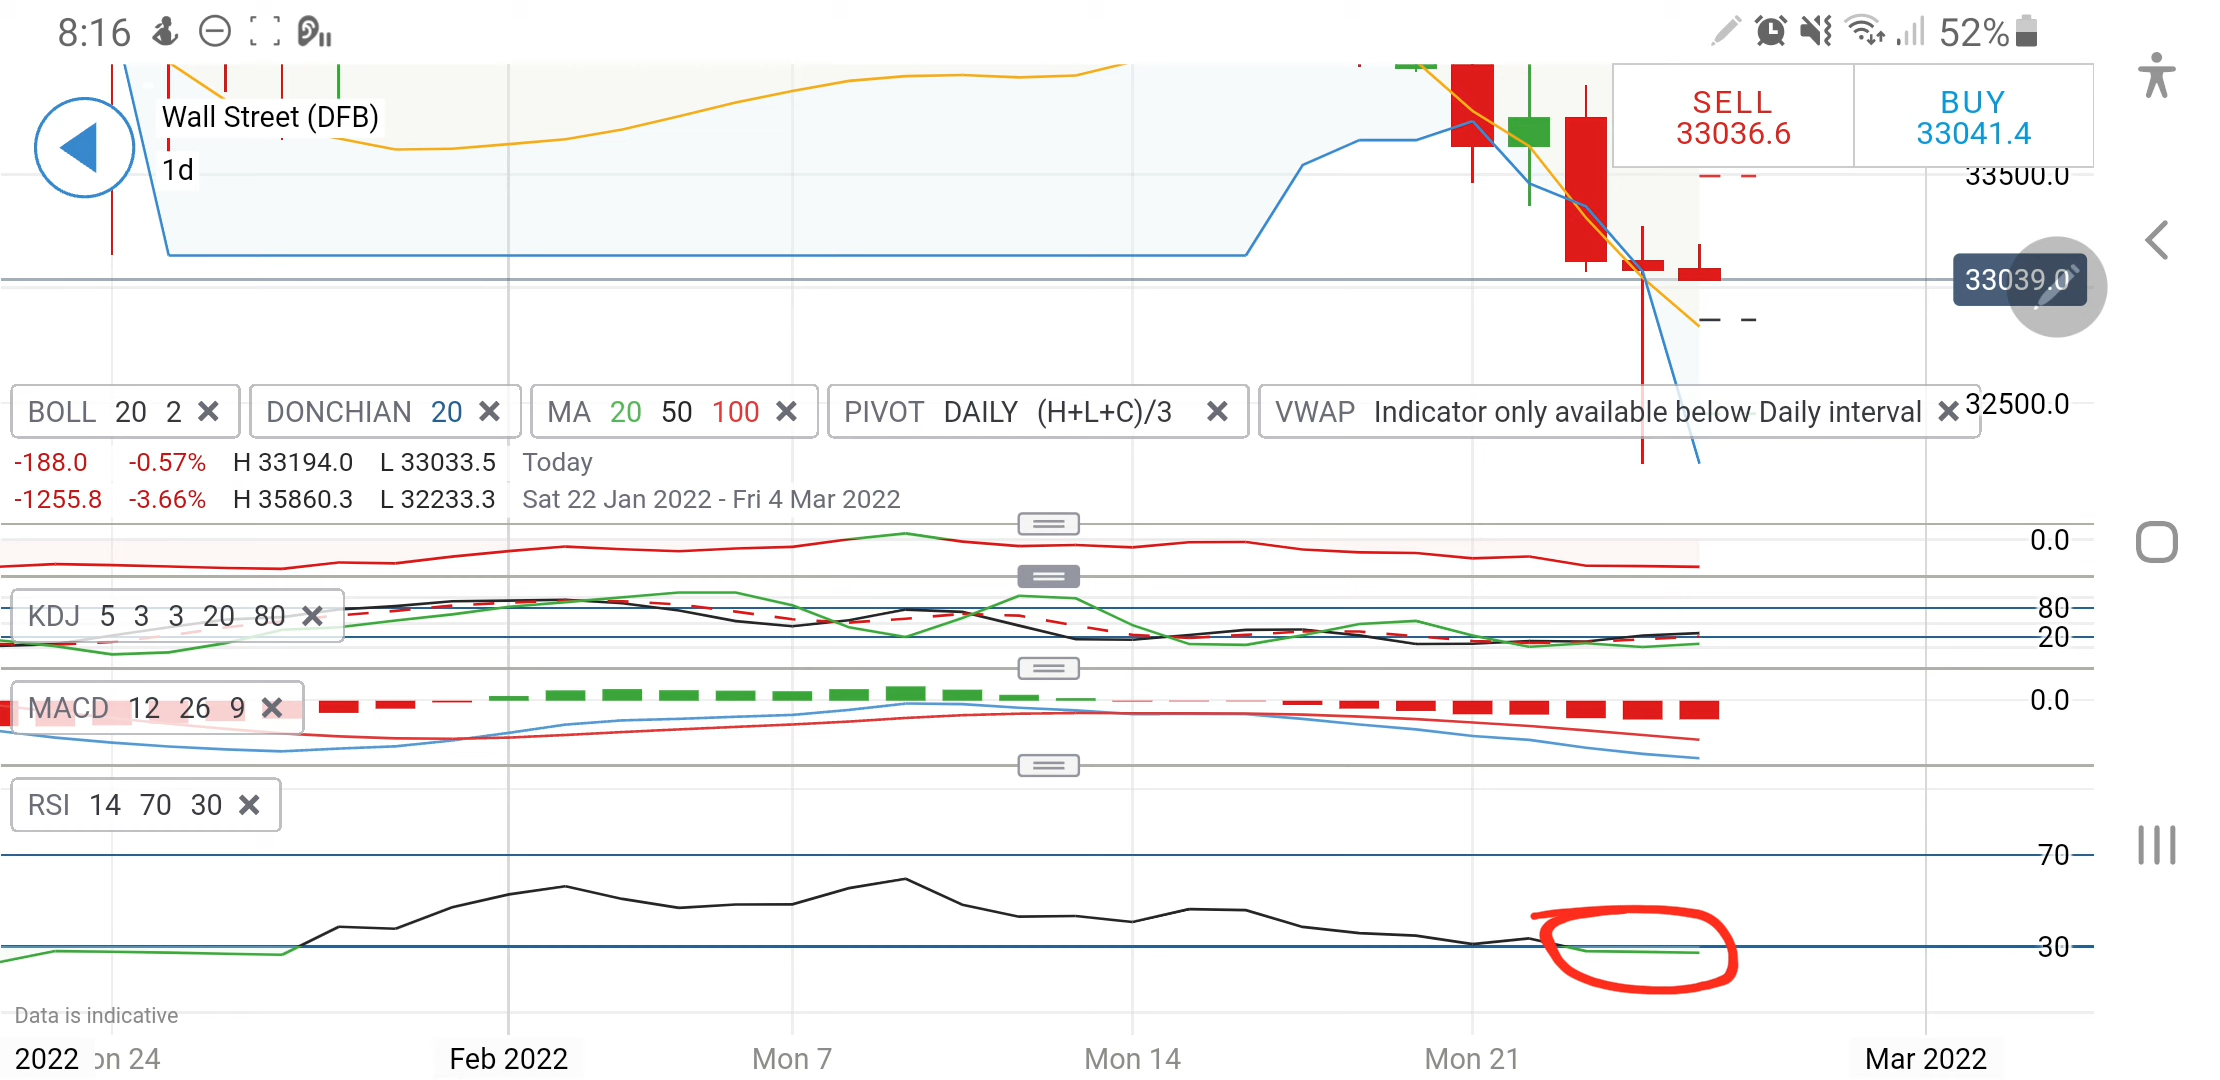 8:16
52%
Wall Street (DFB)
1d
SELL
33036.6
BUY
33041.4
33500.0
33039.0
BOLL 20 2
DONCHIAN 20
MA 20 50 100
PIVOT DAILY (H+L+C)/3
VWAP Indicator only available below Daily interval
32500.0
-188.0 -0.57% H 33194.0 L 33033.5 Today
-1255.8 -3.66% H 35860.3 L 32233.3 Sat 22 Jan 2022 - Fri 4 Mar 2022
0.0
KDJ 5 3 3 20 80
80
20
MACD 12 26 9
0.0
RSI 14 70 30
70
30
Data is indicative
2022 on 24 Feb 2022 Mon 7 Mon 14 Mon 21 Mar 2022